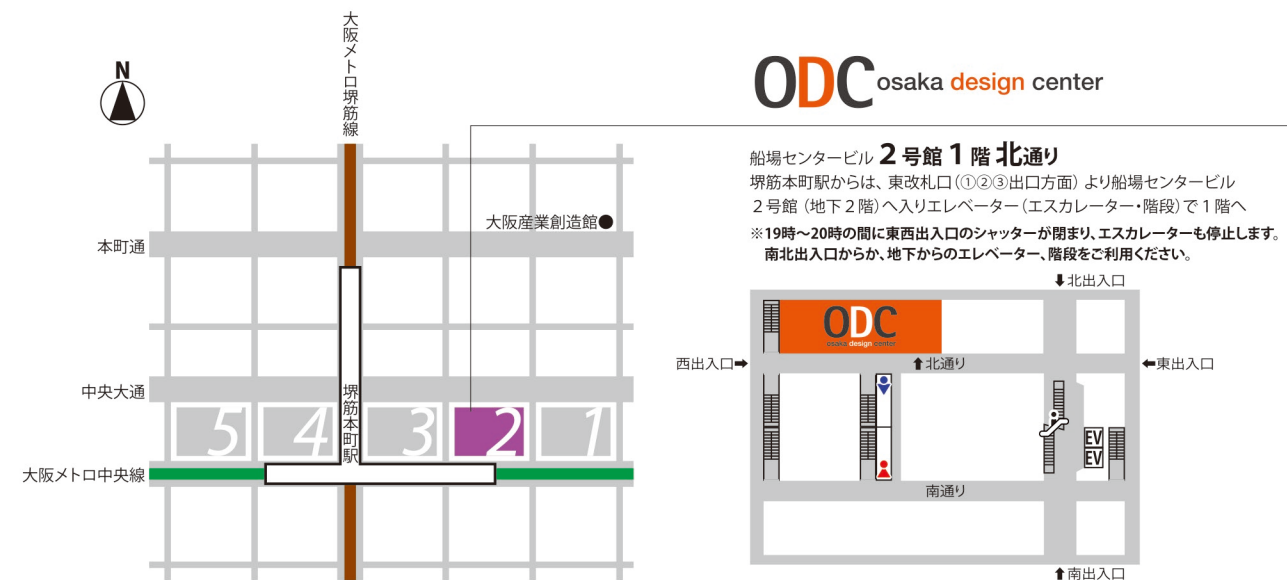 N
大阪メトロ堺筋線
大阪産業創造館●
本町通
中央大通
5 4 3 2 1
堺筋本町駅
大阪メトロ中央線
ODC osaka design center
船場センタービル 2号館 1階 北通り
堺筋本町駅からは、東改札口(①②③出口方面)より船場センタービル
2号館(地下2階)へ入りエレベーター(エスカレーター・階段)で1階へ
※19時〜20時の間に東西出入口のシャッターが閉まり、エスカレーターも停止します。
南北出入口からか、地下からのエレベーター、階段をご利用ください。
⬇北出入口
ODC
osaka design center
西出入口➡
⬆北通り
⬅東出入口
EV
EV
南通り
⬆南出入口